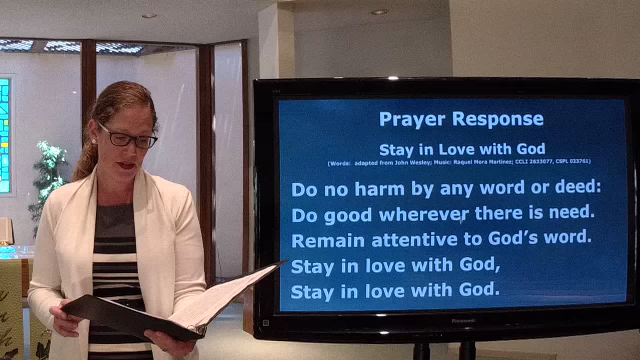 Prayer Response
Stay in Love with God
(Words: adapted from John Wesley; Music: Raquel Mora Martinez; CCLI 2633077, CSPL 033761)
Do no harm by any word or deed:
Do good wherever there is need.
Remain attentive to God's word.
Stay in love with God,
Stay in love with God.
Panasonic